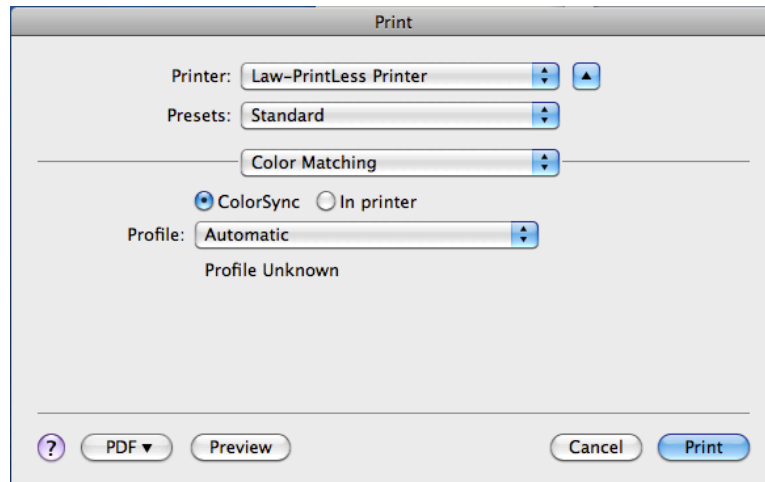 Print
Printer: Law-PrintLess Printer
Presets: Standard
Color Matching
ColorSync In printer
Profile: Automatic
Profile Unknown
? PDF Preview Cancel Print